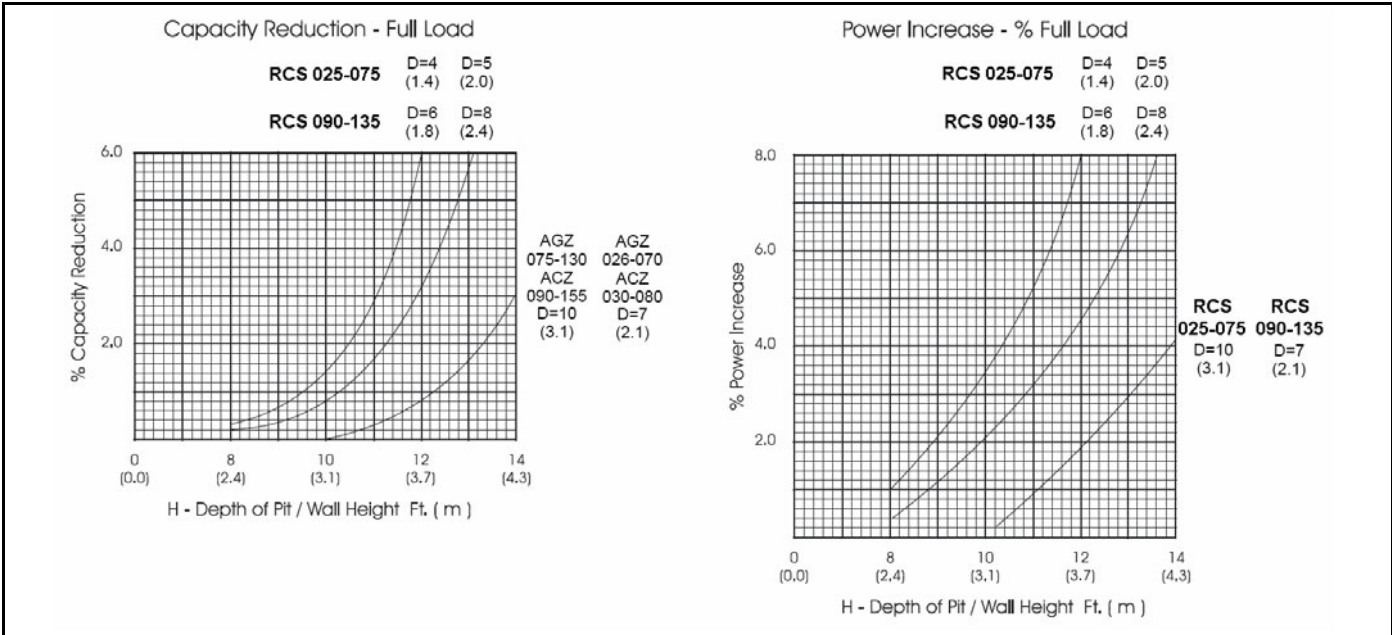 Capacity Reduction - Full Load
RCS 025-075 D=4 D=5
(1.4) (2.0)
RCS 090-135 D=6 D=8
(1.8) (2.4)
6.0
4.0
2.0
% Capacity Reduction
AGZ AGZ
075-130 026-070
ACZ ACZ
090-155 030-080
D=10 D=7
(3.1) (2.1)
0 8 10 12 14
(0.0) (2.4) (3.1) (3.7) (4.3)
H - Depth of Pit / Wall Height Ft. ( m )
Power Increase - % Full Load
RCS 025-075 D=4 D=5
(1.4) (2.0)
RCS 090-135 D=6 D=8
(1.8) (2.4)
8.0
6.0
4.0
2.0
% Power Increase
RCS RCS
025-075 090-135
D=10 D=7
(3.1) (2.1)
0 8 10 12 14
(0.0) (2.4) (3.1) (3.7) (4.3)
H - Depth of Pit / Wall Height Ft. ( m )